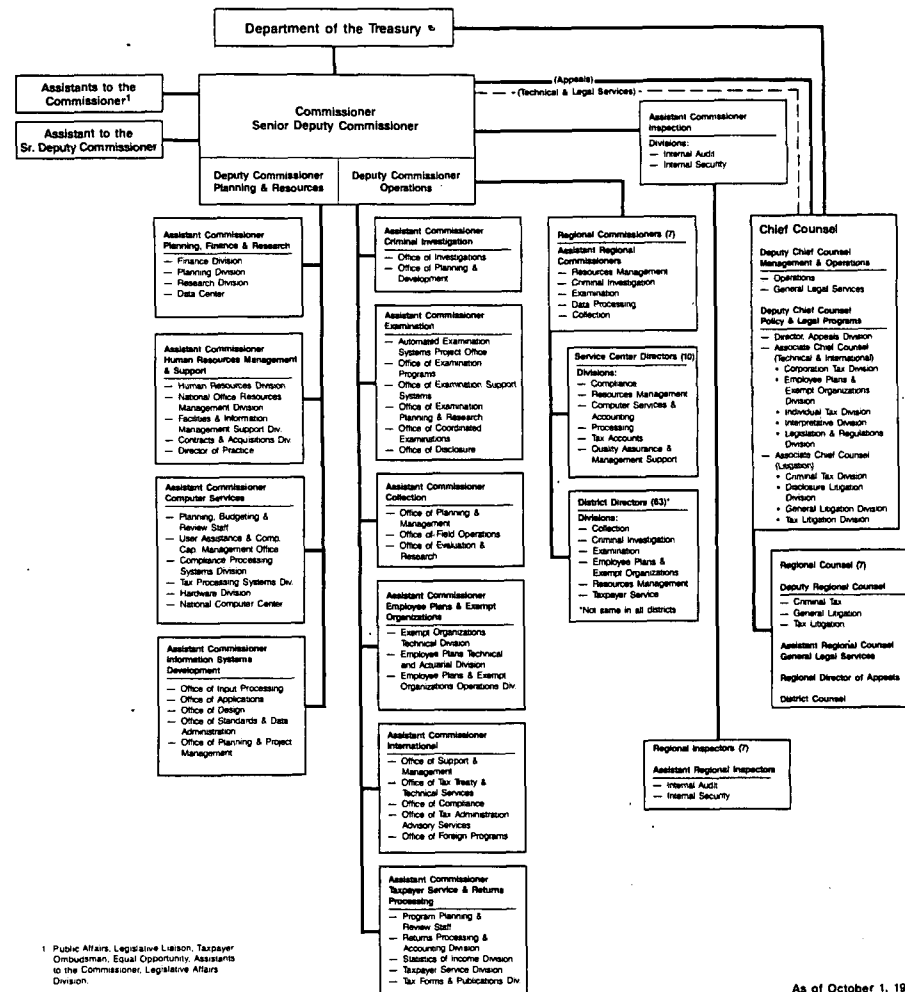 Department of the Treasury
Assistants to the
Commissioner¹
Assistant to the
Sr. Deputy Commissioner
Commissioner
Senior Deputy Commissioner
Deputy Commissioner
Planning & Resources
Deputy Commissioner
Operations
(Appeals)
(Technical & Legal Services)
Assistant Commissioner
Inspection
Divisions:
— Internal Audit
— Internal Security
Assistant Commissioner
Planning, Finance & Research
— Finance Division
— Planning Division
— Research Division
— Data Center
Assistant Commissioner
Human Resources Management
& Support
— Human Resources Division
— National Office Resources
Management Division
— Facilities & Information
Management Support Div.
— Contracts & Acquisitions Div.
— Director of Practice
Assistant Commissioner
Computer Services
— Planning, Budgeting &
Review Staff
— User Assistance & Comp.
Cap. Management Office
— Compliance Processing
Systems Division
— Tax Processing Systems Div.
— Hardware Division
— National Computer Center
Assistant Commissioner
Information Systems
Development
— Office of Input Processing
— Office of Applications
— Office of Design
— Office of Standards & Data
Administration
— Office of Planning & Project
Management
Assistant Commissioner
Criminal Investigation
— Office of Investigations
— Office of Planning &
Development
Assistant Commissioner
Examination
— Automated Examination
Systems Project Office
— Office of Examination
Programs
— Office of Examination Support
Systems
— Office of Examination
Planning & Research
— Office of Coordinated
Examinations
— Office of Disclosure
Assistant Commissioner
Collection
— Office of Planning &
Management
— Office of Field Operations
— Office of Evaluation &
Research
Assistant Commissioner
Employee Plans & Exempt
Organizations
— Exempt Organizations
Technical Division
— Employee Plans Technical
and Actuarial Division
— Employee Plans & Exempt
Organizations Operations Div.
Assistant Commissioner
International
— Office of Support &
Management
— Office of Tax Treaty &
Technical Services
— Office of Compliance
— Office of Tax Administration
Advisory Services
— Office of Foreign Programs
Assistant Commissioner
Taxpayer Service & Returns
Processing
— Program Planning &
Review Staff
— Returns Processing &
Accounting Division
— Statistics of Income Division
— Taxpayer Service Division
— Tax Forms & Publications Div.
Regional Commissioners (7)
Assistant Regional
Commissioners
— Resources Management
— Criminal Investigation
— Examination
— Data Processing
— Collection
Service Center Directors (10)
Divisions:
— Compliance
— Resources Management
— Computer Services &
Accounting
— Processing
— Tax Accounts
— Quality Assurance &
Management Support
District Directors (63)*
Divisions:
— Collection
— Criminal Investigation
— Examination
— Employee Plans &
Exempt Organizations
— Resources Management
— Taxpayer Service
*Not same in all districts
Regional Inspectors (7)
Assistant Regional Inspectors
— Internal Audit
— Internal Security
Chief Counsel
Deputy Chief Counsel
Management & Operations
— Operations
— General Legal Services
Deputy Chief Counsel
Policy & Legal Programs
— Director, Appeals Division
— Associate Chief Counsel
(Technical & International)
* Corporation Tax Division
* Employee Plans &
Exempt Organizations
Division
* Individual Tax Division
* Interpretative Division
* Legislation & Regulations
Division
— Associate Chief Counsel
(Litigation)
* Criminal Tax Division
* Disclosure Litigation
Division
* General Litigation Division
* Tax Litigation Division
Regional Counsel (7)
Deputy Regional Counsel
— Criminal Tax
— General Litigation
— Tax Litigation
Assistant Regional Counsel
General Legal Services
Regional Director of Appeals
District Counsel
1 Public Affairs, Legislative Liaison, Taxpayer
Ombudsman, Equal Opportunity, Assistants
to the Commissioner, Legislative Affairs
Division.
As of October 1, 19